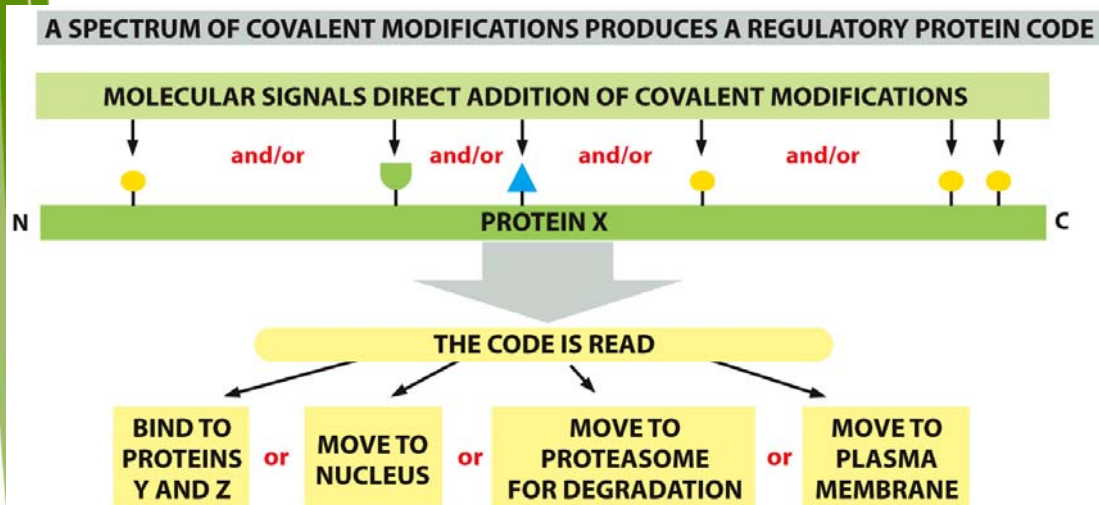 A SPECTRUM OF COVALENT MODIFICATIONS PRODUCES A REGULATORY PROTEIN CODE
MOLECULAR SIGNALS DIRECT ADDITION OF COVALENT MODIFICATIONS
and/or and/or and/or and/or
N PROTEIN X C
THE CODE IS READ
BIND TO
PROTEINS
Y AND Z
or
MOVE TO
NUCLEUS
or
MOVE TO
PROTEASOME
FOR DEGRADATION
or
MOVE TO
PLASMA
MEMBRANE